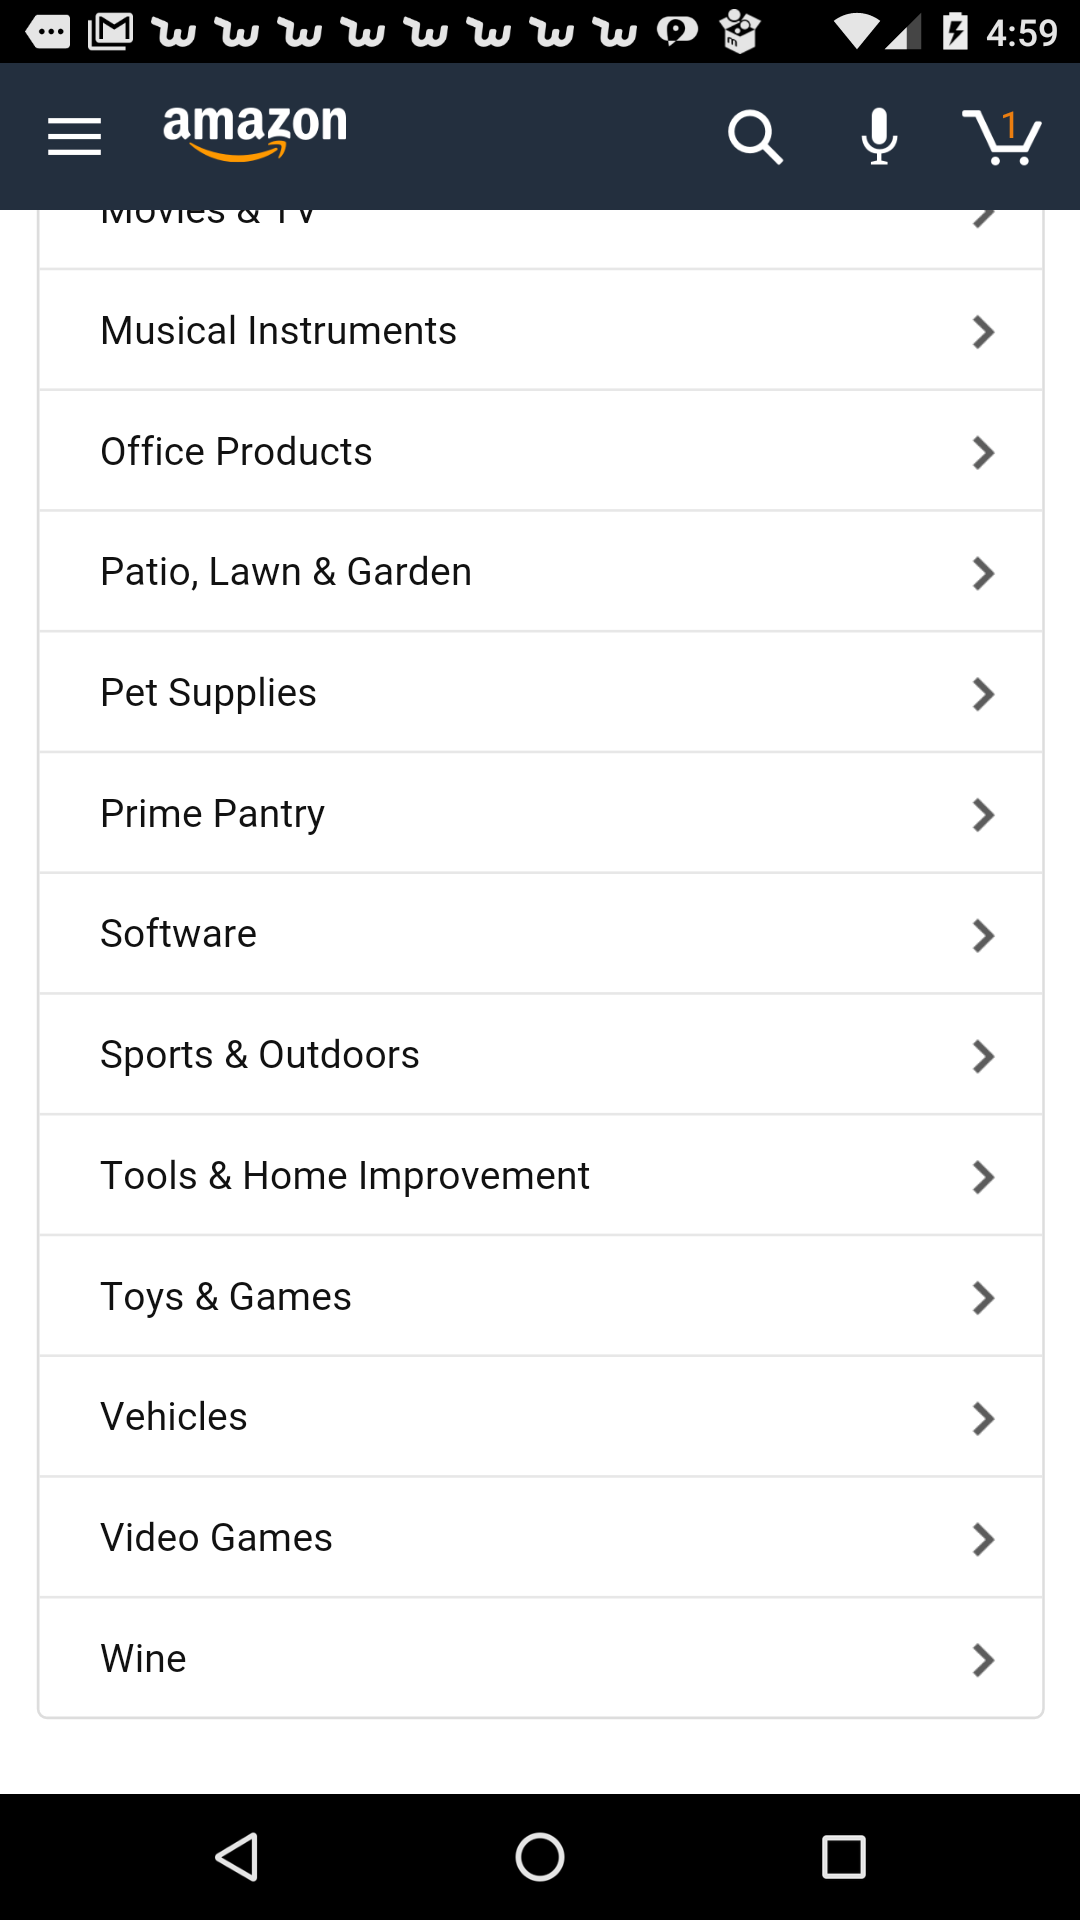 4:59
amazon
1
Movies & TV
Musical Instruments
Office Products
Patio, Lawn & Garden
Pet Supplies
Prime Pantry
Software
Sports & Outdoors
Tools & Home Improvement
Toys & Games
Vehicles
Video Games
Wine